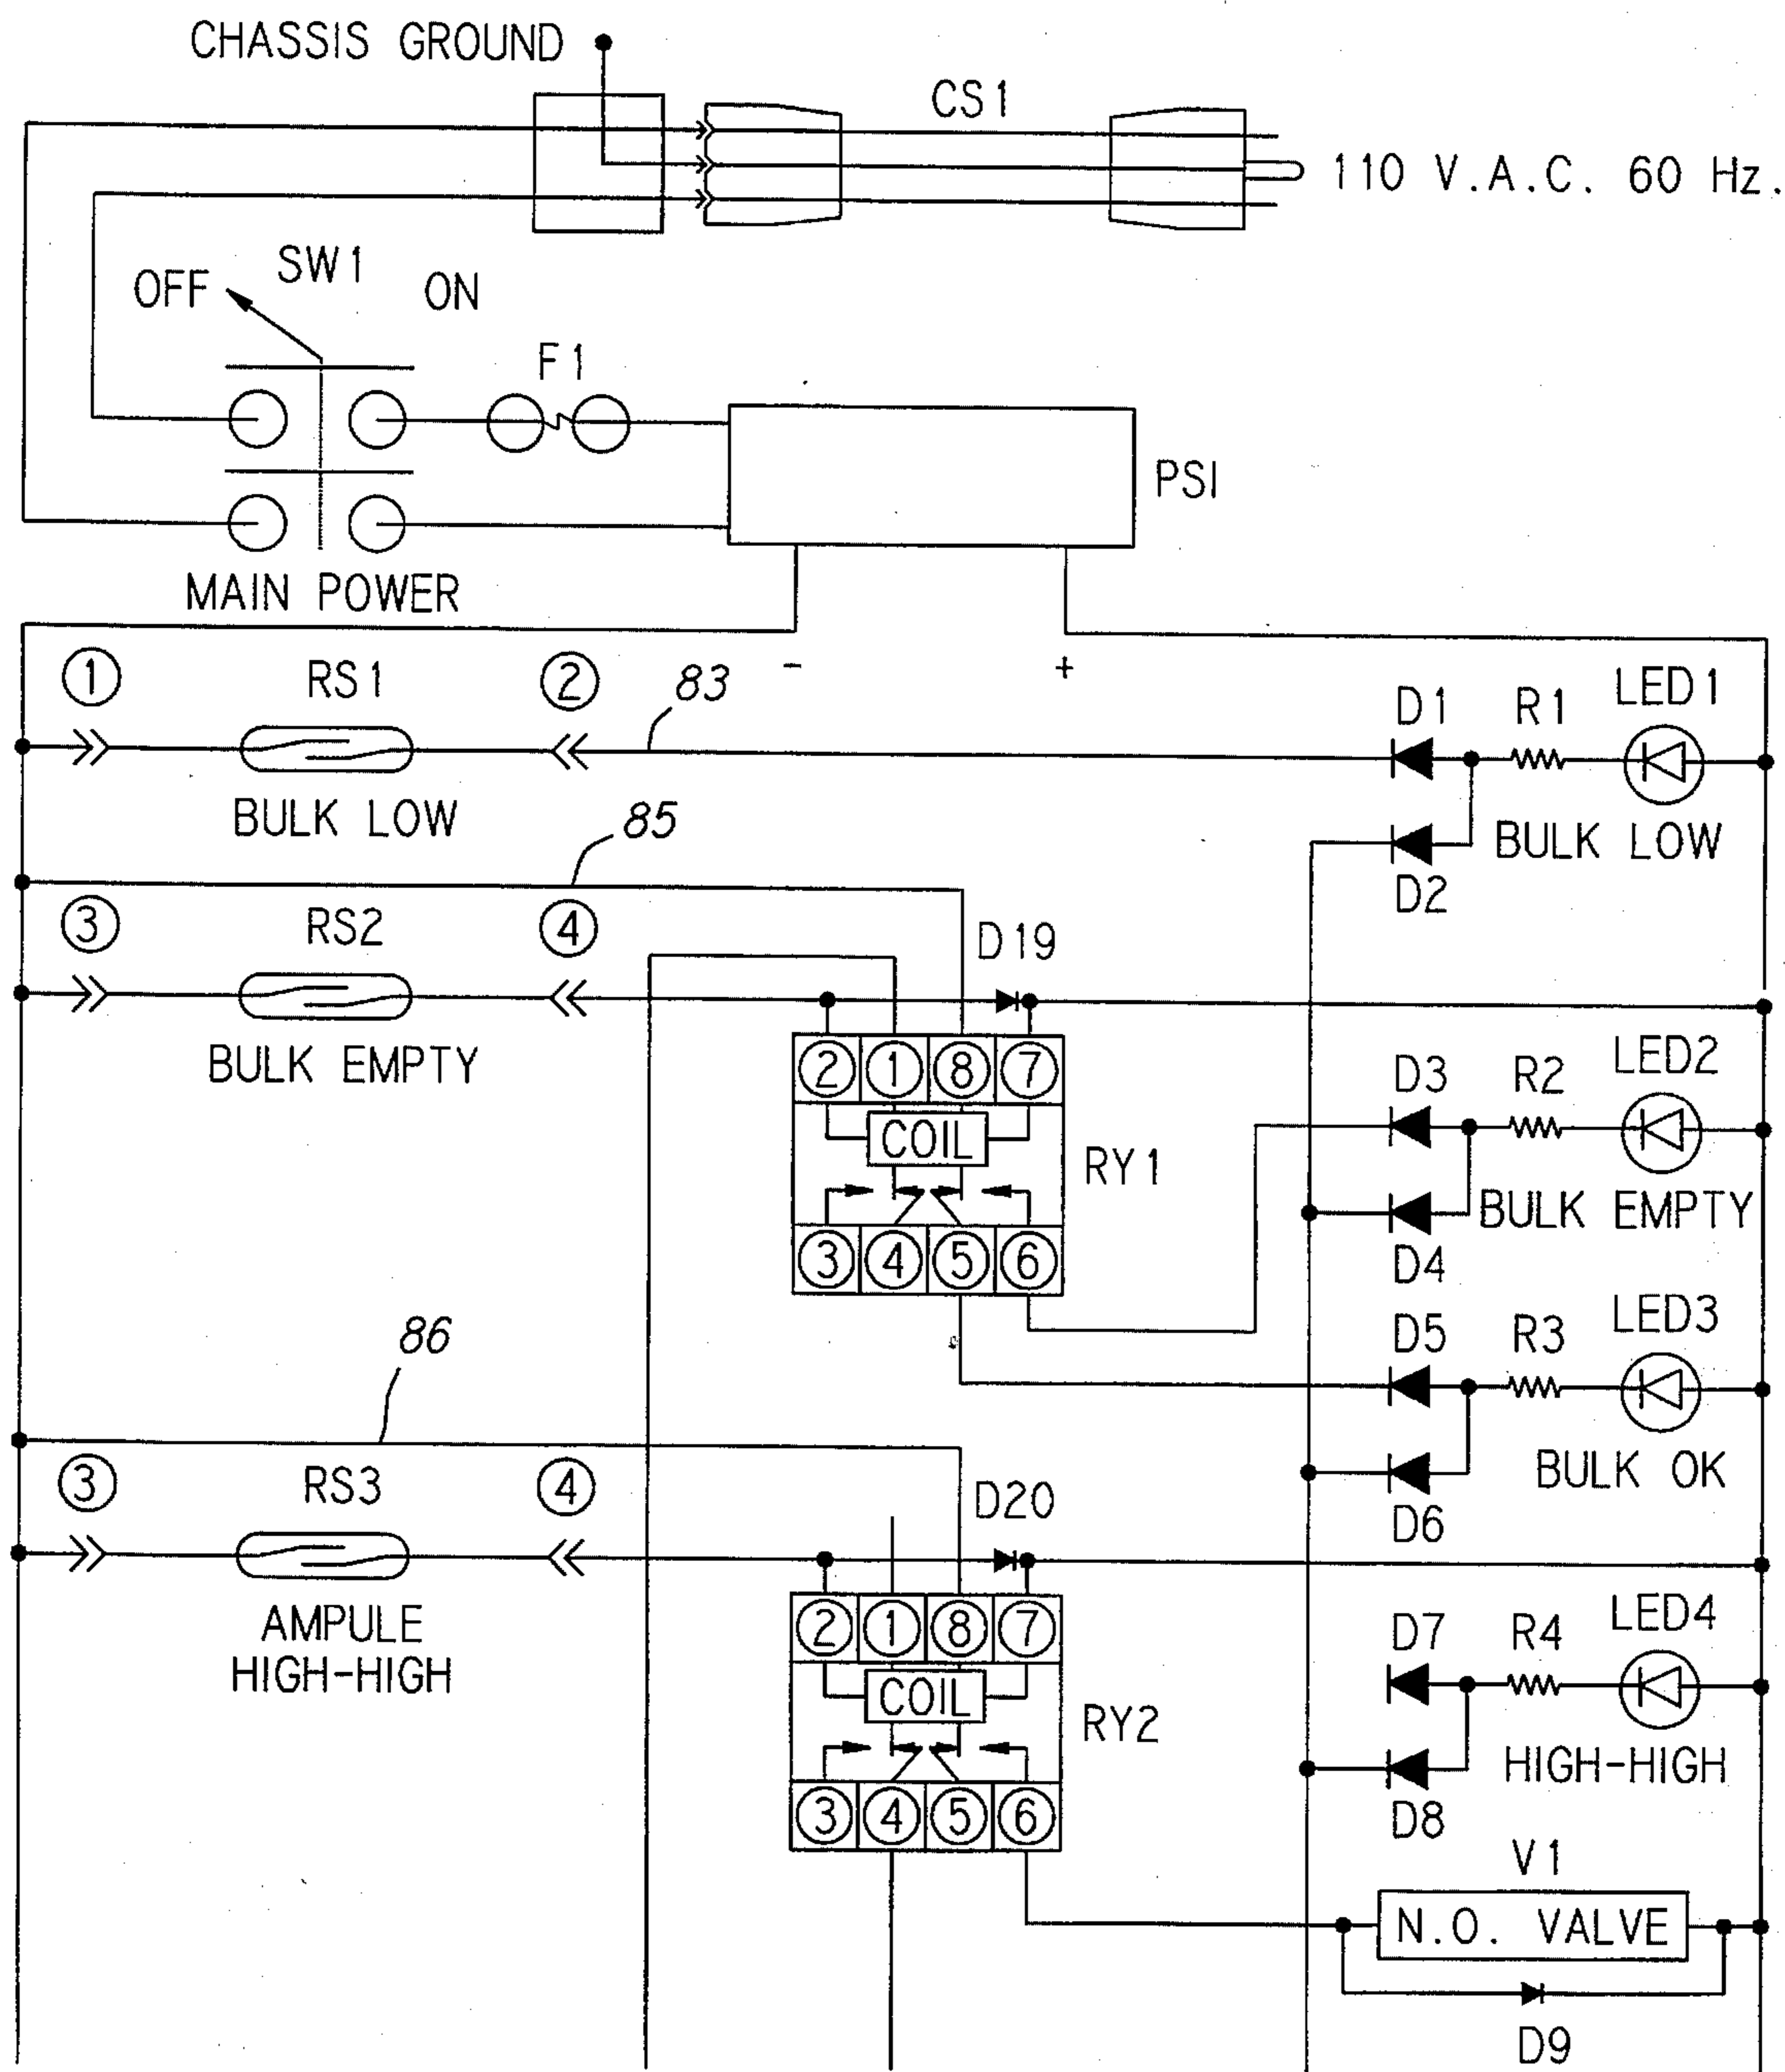 CHASSIS GROUND
CS1
110 V.A.C. 60 Hz.
OFF SW1 ON
F1
PSI
MAIN POWER
- +
1 RS1 2 83
D1 R1 LED1
BULK LOW
85
D2
BULK LOW
3 RS2 4
D19
BULK EMPTY
2 1 8 7
COIL
RY1
3 4 5 6
D3 R2 LED2
D4
BULK EMPTY
D5 R3 LED3
D6
BULK OK
86
3 RS3 4
D20
AMPULE
HIGH-HIGH
2 1 8 7
COIL
RY2
3 4 5 6
D7 R4 LED4
D8
HIGH-HIGH
V1
N.O. VALVE
D9